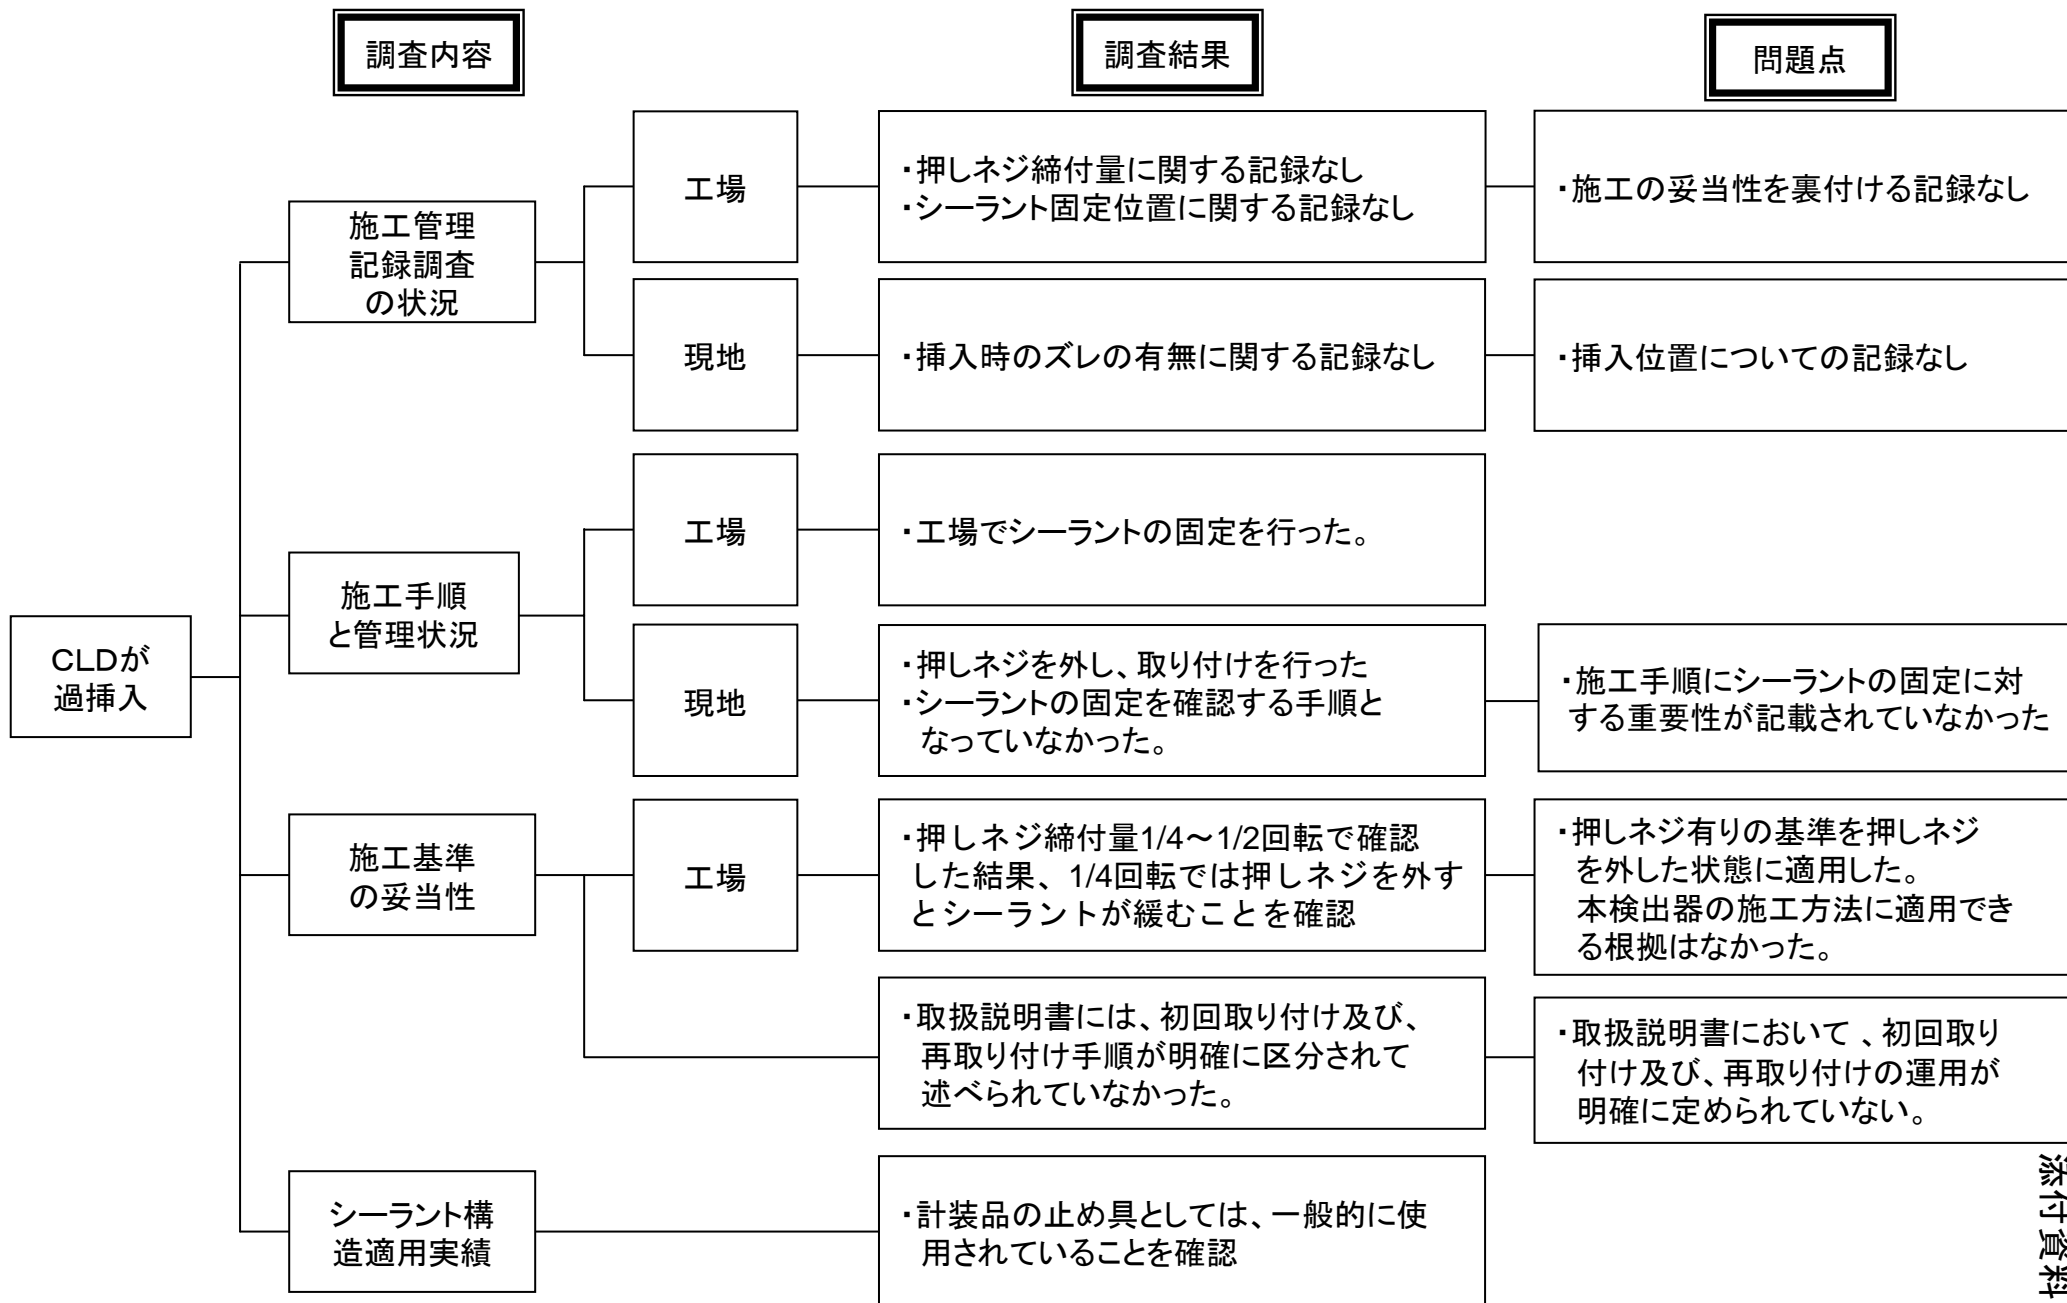 調査内容
調査結果
問題点
CLDが
過挿入
施工管理
記録調査
の状況
工場
・押しネジ締付量に関する記録なし
・シーラント固定位置に関する記録なし
・施工の妥当性を裏付ける記録なし
現地
・挿入時のズレの有無に関する記録なし
・挿入位置についての記録なし
施工手順
と管理状況
工場
・工場でシーラントの固定を行った。
現地
・押しネジを外し、取り付けを行った
・シーラントの固定を確認する手順と
なっていなかった。
・施工手順にシーラントの固定に対
する重要性が記載されていなかった
施工基準
の妥当性
工場
・押しネジ締付量1/4～1/2回転で確認
した結果、1/4回転では押しネジを外す
とシーラントが緩むことを確認
・押しネジ有りの基準を押しネジ
を外した状態に適用した。
本検出器の施工方法に適用でき
る根拠はなかった。
・取扱説明書には、初回取り付け及び、
再取り付け手順が明確に区分されて
述べられていなかった。
・取扱説明書において、初回取り
付け及び、再取り付けの運用が
明確に定められていない。
シーラント構
造適用実績
・計装品の止め具としては、一般的に使
用されていることを確認
添付資料